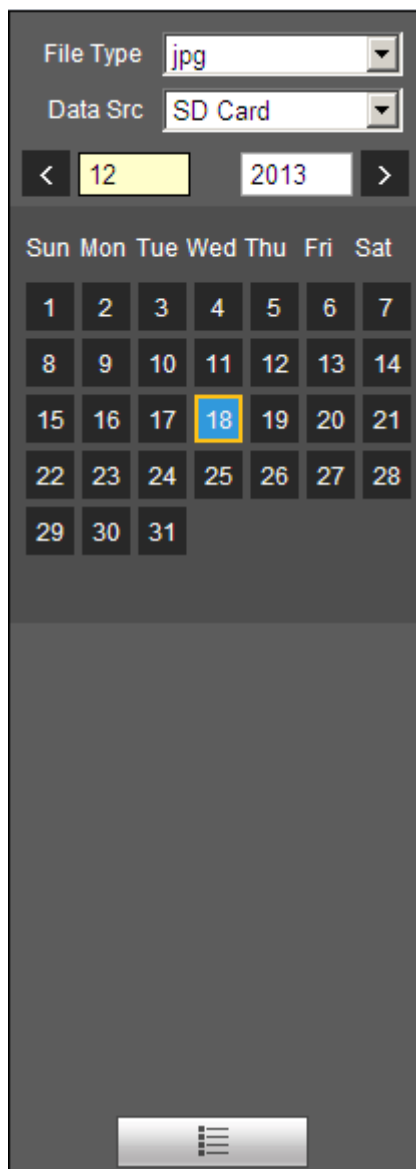 File Type jpg
Data Src SD Card
< 12 2013 >
Sun Mon Tue Wed Thu Fri Sat
1 2 3 4 5 6 7
8 9 10 11 12 13 14
15 16 17 18 19 20 21
22 23 24 25 26 27 28
29 30 31